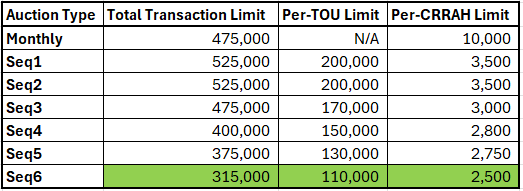 Auction Type Total Transaction Limit Per-TOU Limit Per-CRRAH Limit
Monthly 475,000 N/A 10,000
Seq1 525,000 200,000 3,500
Seq2 525,000 200,000 3,500
Seq3 475,000 170,000 3,000
Seq4 400,000 150,000 2,800
Seq5 375,000 130,000 2,750
Seq6 315,000 110,000 2,500